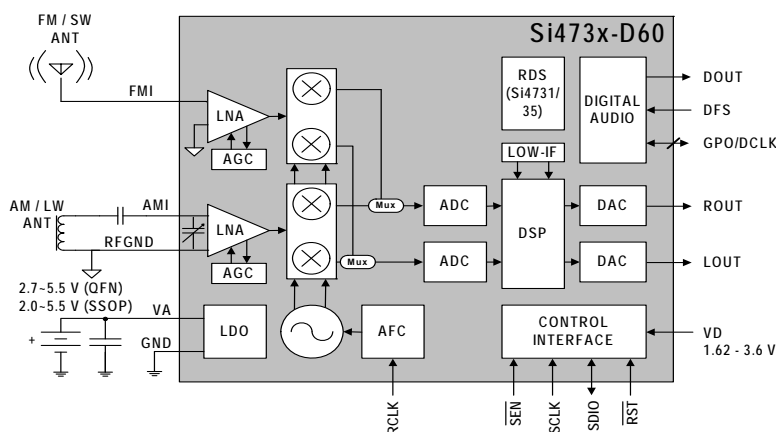 FM / SW
ANT
Si473x-D60
FMI
LNA
AGC
RDS
(Si4731/
35)
DIGITAL
AUDIO
DOUT
DFS
GPO/DCLK
LOW-IF
AM / LW
ANT
AMI
RFGND
LNA
AGC
Mux
Mux
ADC
ADC
DSP
DAC
DAC
ROUT
LOUT
2.7~5.5 V (QFN)
2.0~5.5 V (SSOP)
VA
GND
+
LDO
AFC
CONTROL
INTERFACE
VD
1.62 - 3.6 V
RCLK
SEN
SCLK
SDIO
RST